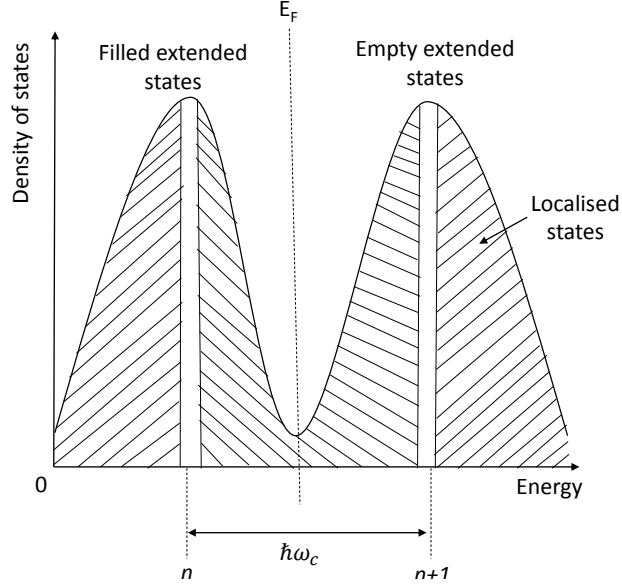 E_F
Filled extended
states
Empty extended
states
Density of states
Localised
states
0
Energy
ℏω_c
n
n+1